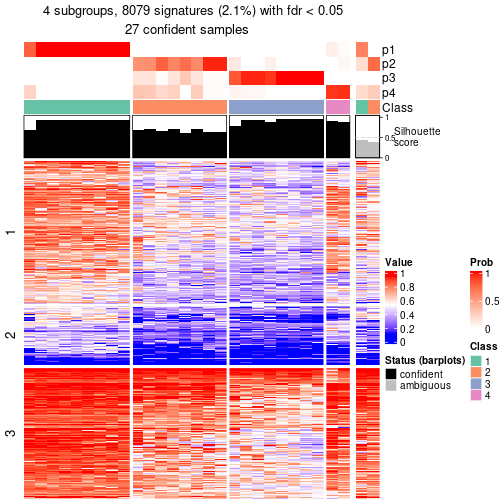 4 subgroups, 8079 signatures (2.1%) with fdr < 0.05
27 confident samples
p1
p2
p3
p4
Class
1
0.5
0
Silhouette
score
1
2
3
Value
1
0.8
0.6
0.4
0.2
0
Prob
1
0.5
0
Status (barplots)
confident
ambiguous
Class
1
2
3
4